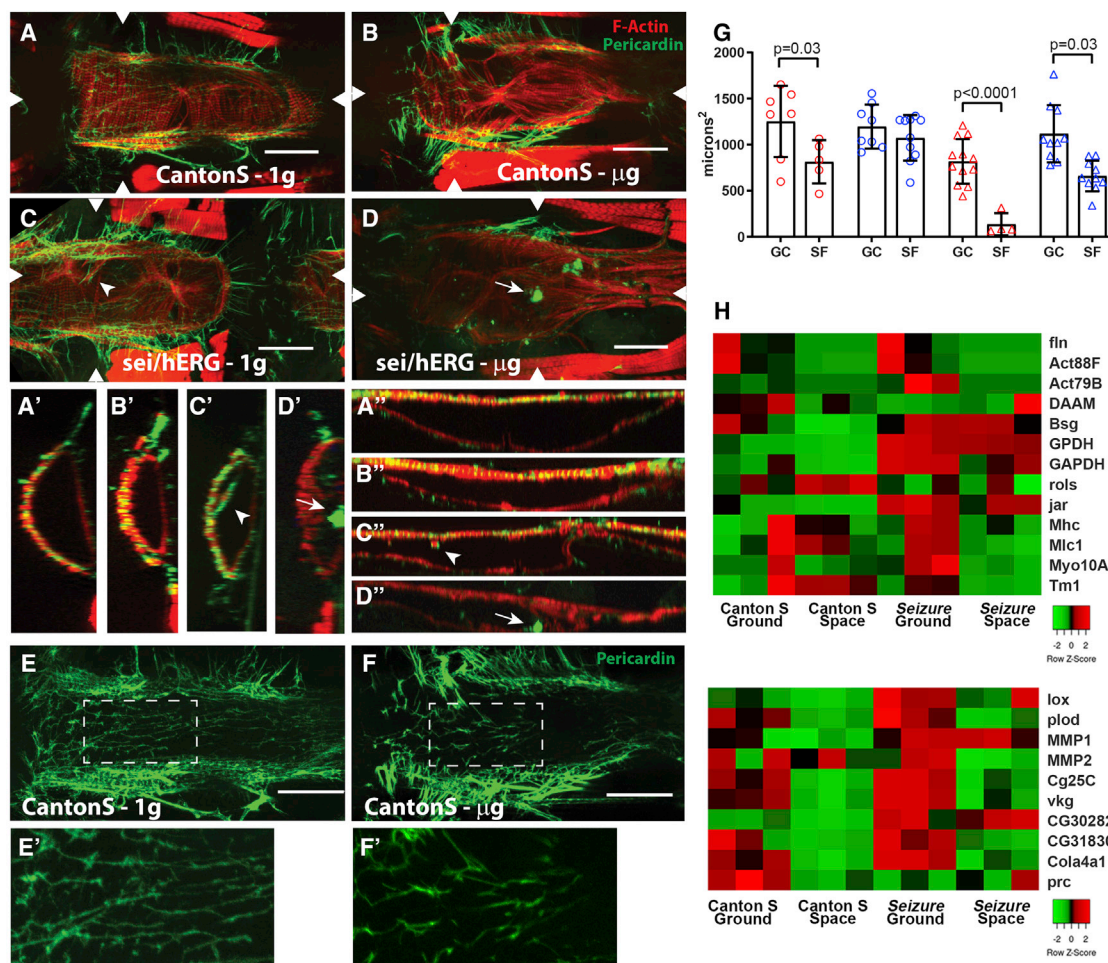 A
CantonS - 1g
B
F-Actin
Pericardin
CantonS - μg
C
sei/hERG - 1g
D
sei/hERG - μg
A'
B'
C'
D'
A''
B''
C''
D''
E
CantonS - 1g
F
Pericardin
CantonS - μg
E'
F'
G
microns²
2000
1500
1000
500
0
p=0.03
p<0.0001
p=0.03
GC SF GC SF GC SF GC SF
H
fln
Act88F
Act79B
DAAM
Bsg
GPDH
GAPDH
rols
jar
Mhc
Mlc1
Myo10A
Tm1
Canton S Ground
Canton S Space
Seizure Ground
Seizure Space
-2 0 2
Row Z-Score
lox
plod
MMP1
MMP2
Cg25C
vkg
CG30282
CG31830
Cola4a1
prc
Canton S Ground
Canton S Space
Seizure Ground
Seizure Space
-2 0 2
Row Z-Score